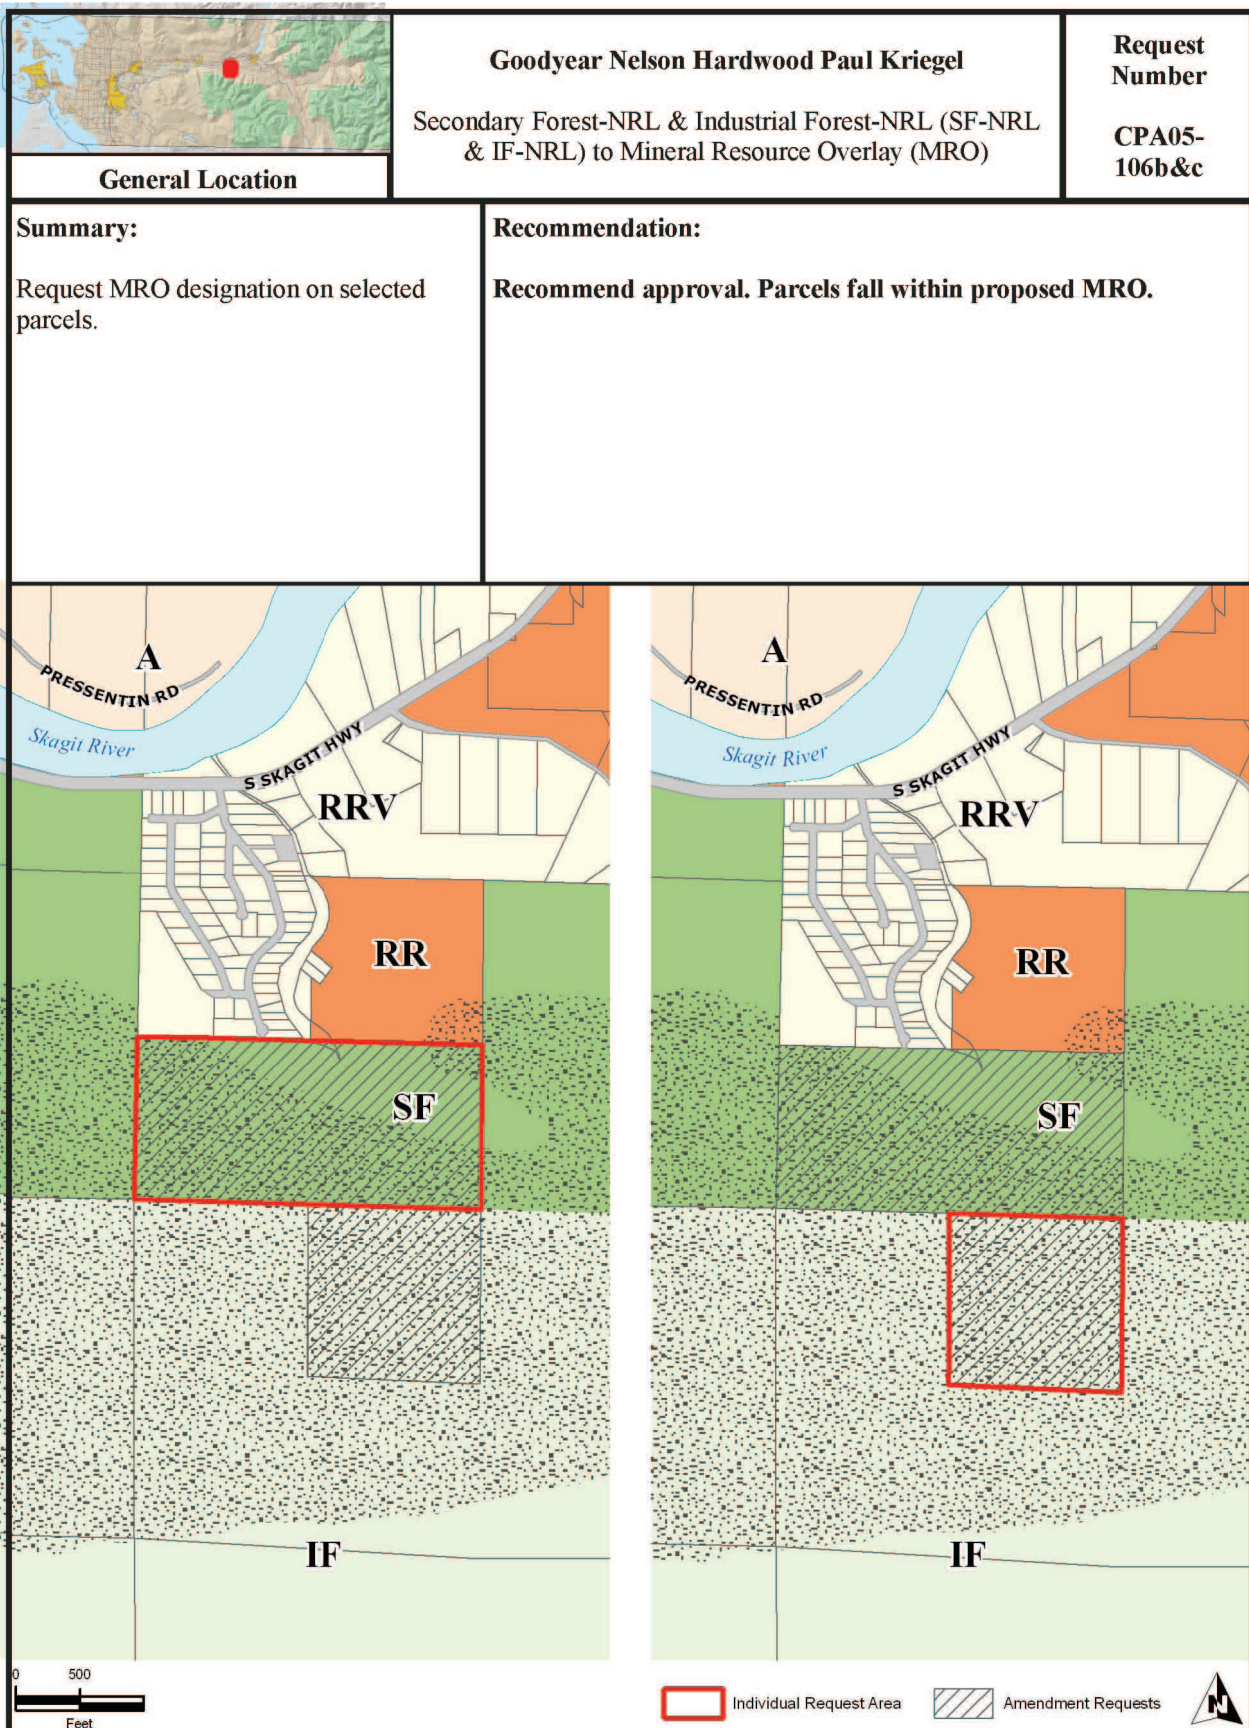 General Location
Goodyear Nelson Hardwood Paul Kriegel
Secondary Forest-NRL & Industrial Forest-NRL (SF-NRL
& IF-NRL) to Mineral Resource Overlay (MRO)
Request
Number
CPA05-
106b&c
Summary:
Request MRO designation on selected
parcels.
Recommendation:
Recommend approval. Parcels fall within proposed MRO.
A
PRESSENTIN RD
Skagit River
S SKAGIT HWY
RRV
RR
SF
IF
A
PRESSENTIN RD
Skagit River
S SKAGIT HWY
RRV
RR
SF
IF
0 500
Feet
Individual Request Area
Amendment Requests
N